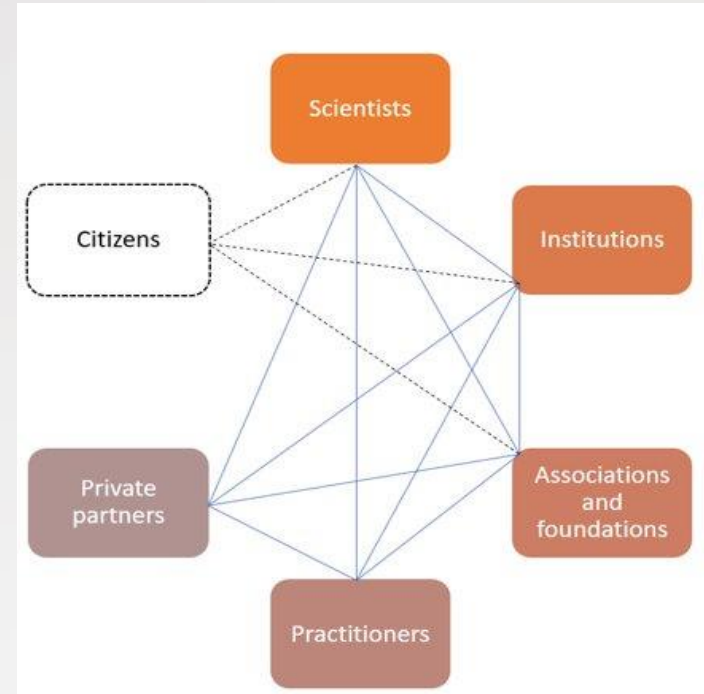 Scientists
Citizens
Institutions
Private
partners
Associations
and
foundations
Practitioners